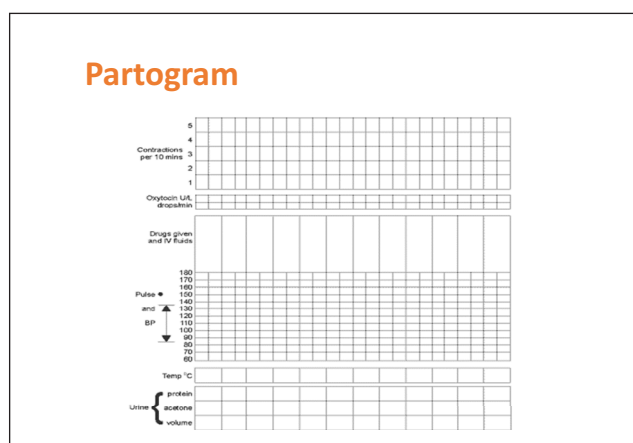 Partogram
5
4
Contractions
per 10 mins 3
2
1
Oxytocin U/L
drops/min
Drugs given
and IV fluids
180
170
160
Pulse 150
140
and 130
120
BP 110
100
90
80
70
60
Temp °C
protein
Urine acetone
volume